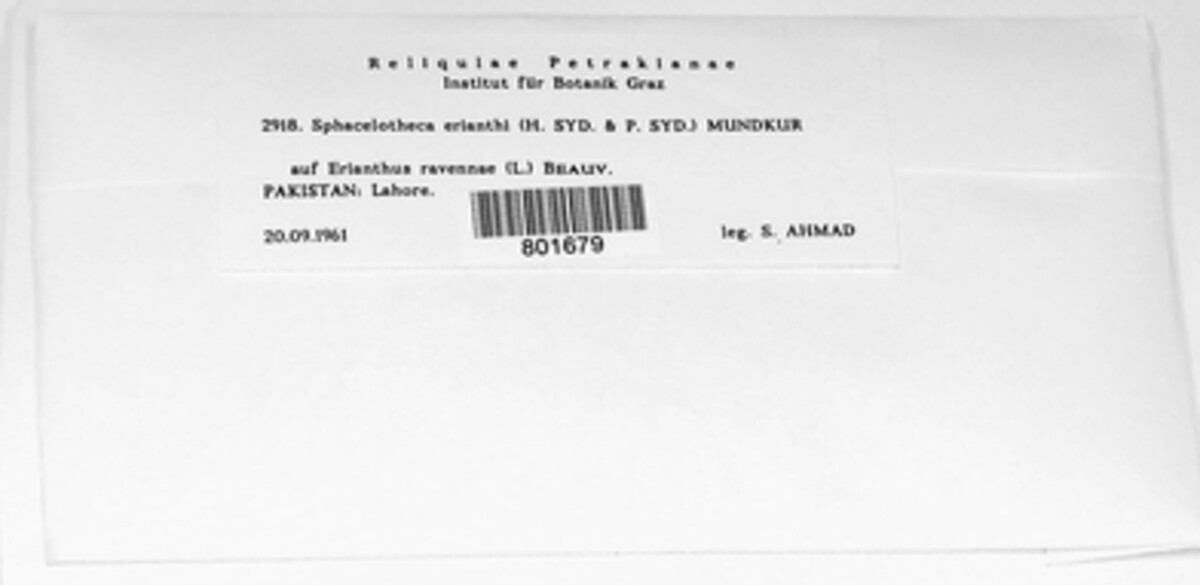 Reliquiae Petrakianae
Institut für Botanik Graz
2918. Sphacelotheca erianthi (H. SYD. & P. SYD.) MUNDKUR
auf Erianthus ravennae (L.) BEAUV.
PAKISTAN: Lahore.
20.09.1961
leg. S. AHMAD
801679